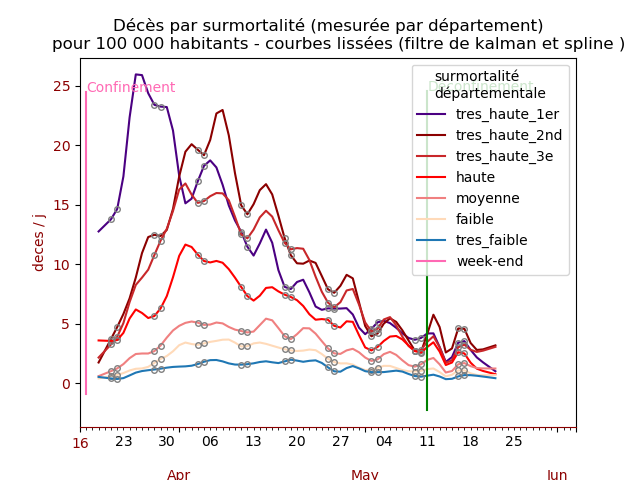 Décès par surmortalité (mesurée par département)
pour 100 000 habitants - courbes lissées (filtre de kalman et spline )
Confinement
Déconfinement
surmortalité
départementale
tres_haute_1er
tres_haute_2nd
tres_haute_3e
haute
moyenne
faible
tres_faible
week-end
deces / j
25
20
15
10
5
0
16 23 30 06 13 20 27 04 11 18 25
Apr May Jun